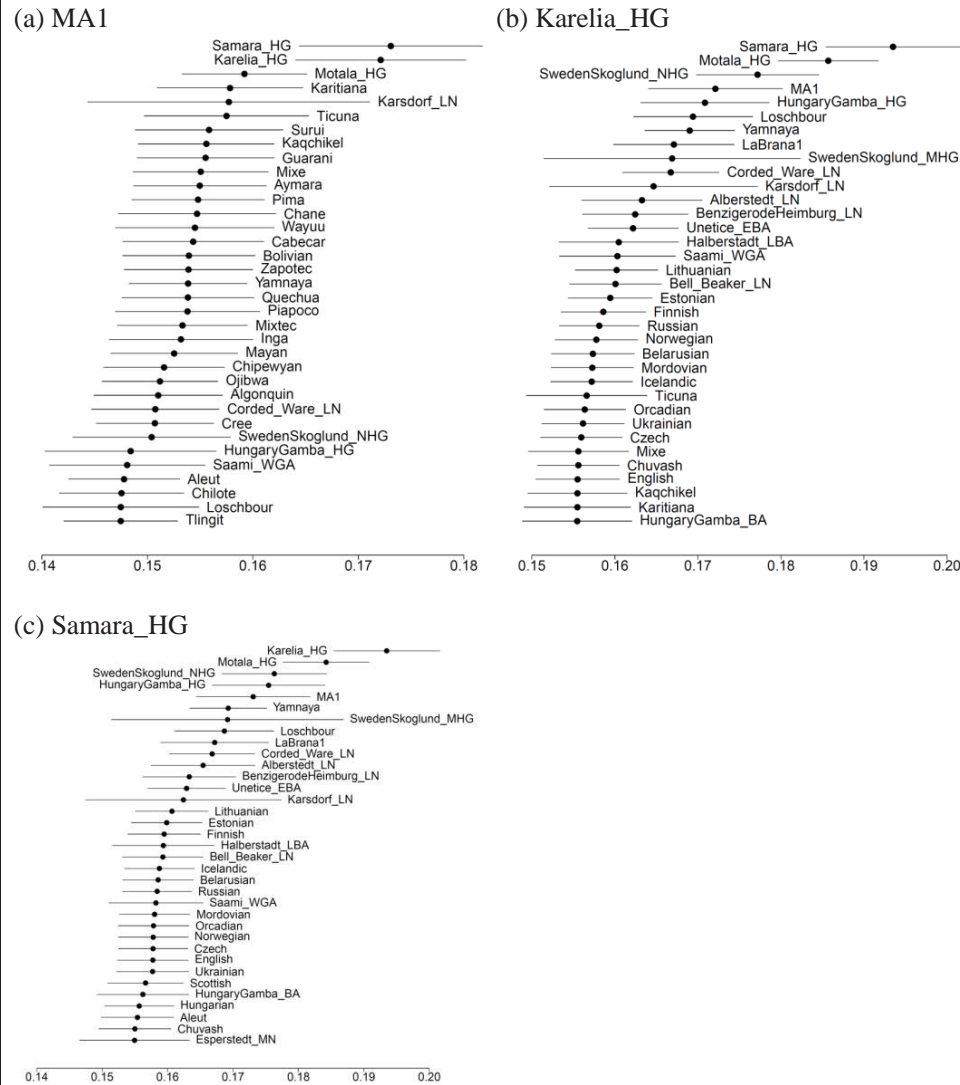 (a) MA1
Samara_HG
Karelia_HG
Motala_HG
Karitiana
Karsdorf_LN
Ticuna
Surui
Kaqchikel
Guarani
Mixe
Aymara
Pima
Chane
Wayuu
Cabecar
Bolivian
Zapotec
Yamnaya
Quechua
Piapoco
Mixtec
Inga
Mayan
Chipewyan
Ojibwa
Algonquin
Corded_Ware_LN
Cree
SwedenSkoglund_NHG
HungaryGamba_HG
Saami_WGA
Aleut
Chilote
Loschbour
Tlingit
0.14 0.15 0.16 0.17 0.18
(b) Karelia_HG
Samara_HG
Motala_HG
SwedenSkoglund_NHG
MA1
HungaryGamba_HG
Loschbour
Yamnaya
LaBrana1
SwedenSkoglund_MHG
Corded_Ware_LN
Karsdorf_LN
Alberstedt_LN
BenzigerodeHeimburg_LN
Unetice_EBA
Halberstadt_LBA
Saami_WGA
Lithuanian
Bell_Beaker_LN
Estonian
Finnish
Russian
Norwegian
Belarusian
Mordovian
Icelandic
Ticuna
Orcadian
Ukrainian
Czech
Mixe
Chuvash
English
Kaqchikel
Karitiana
HungaryGamba_BA
0.15 0.16 0.17 0.18 0.19 0.20
(c) Samara_HG
Karelia_HG
Motala_HG
SwedenSkoglund_NHG
HungaryGamba_HG
MA1
Yamnaya
SwedenSkoglund_MHG
Loschbour
LaBrana1
Corded_Ware_LN
Alberstedt_LN
BenzigerodeHeimburg_LN
Unetice_EBA
Karsdorf_LN
Lithuanian
Estonian
Finnish
Halberstadt_LBA
Bell_Beaker_LN
Icelandic
Belarusian
Russian
Saami_WGA
Mordovian
Orcadian
Norwegian
Czech
English
Ukrainian
Scottish
HungaryGamba_BA
Hungarian
Aleut
Chuvash
Esperstedt_MN
0.14 0.15 0.16 0.17 0.18 0.19 0.20